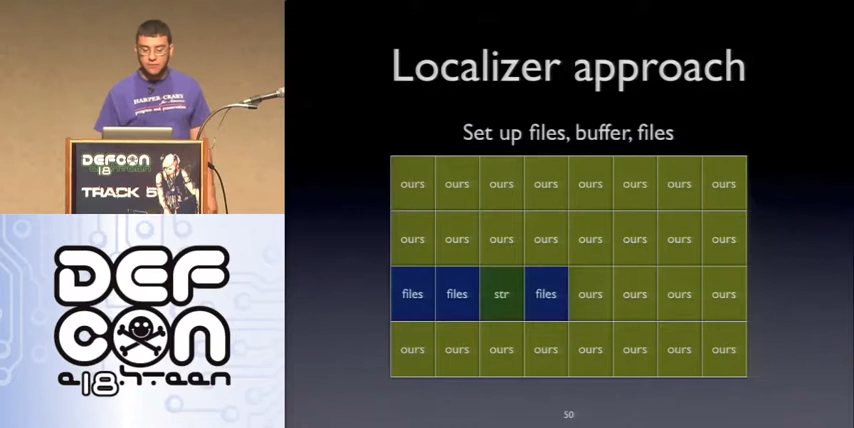 Localizer approach
Set up files, buffer, files
ours ours ours ours ours ours ours ours
ours ours ours ours ours ours ours ours
files files str files ours ours ours ours
ours ours ours ours ours ours ours ours
50
HARPER-CRARY
DEFCON
18
TRACK 5
DEF
CON